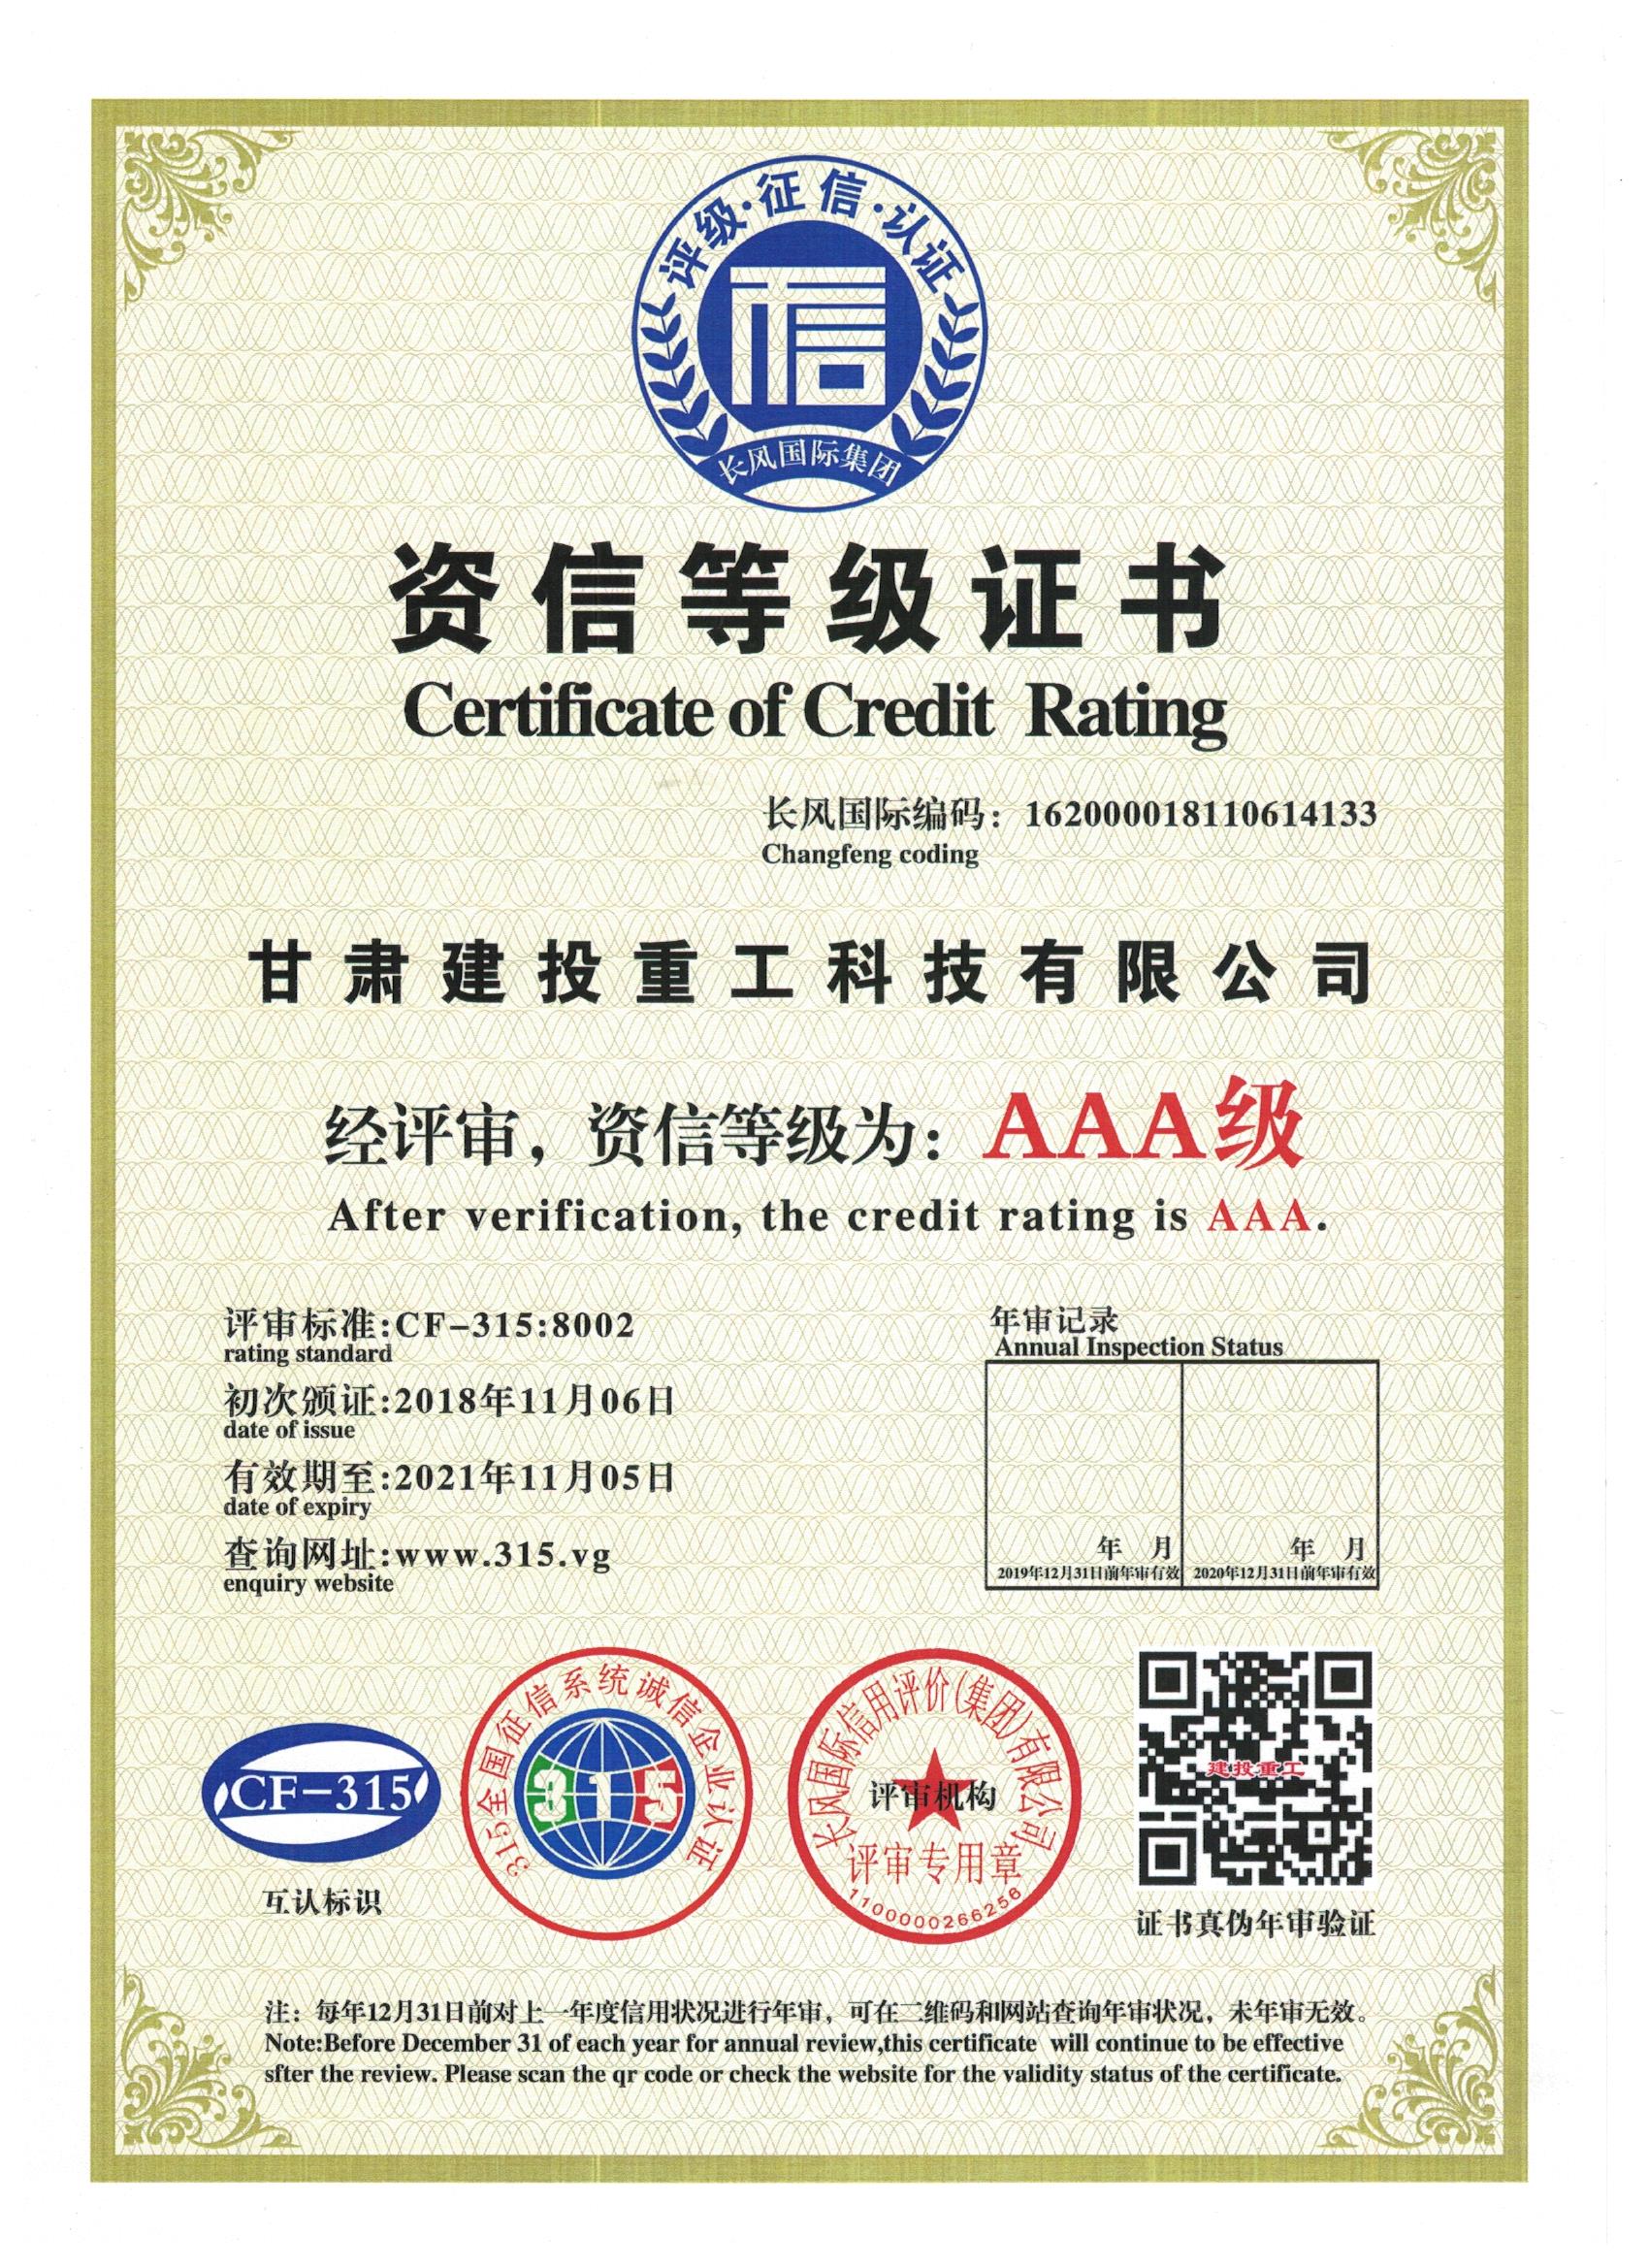 评级·征信·认证
信
长风国际集团
资信等级证书
Certificate of Credit Rating
长风国际编码：162000018110614133
Changfeng coding
甘肃建投重工科技有限公司
经评审，资信等级为：AAA级
After verification, the credit rating is AAA.
评审标准:CF-315:8002
rating standard
初次颁证:2018年11月06日
date of issue
有效期至:2021年11月05日
date of expiry
查询网址:www.315.vg
enquiry website
年审记录
Annual Inspection Status
年 月
2019年12月31日前年审有效
年 月
2020年12月31日前年审有效
CF-315
互认标识
315全国征信系统诚信企业认证
315
长风国际信用评价(集团)有限公司
评审机构
评审专用章
1100000266256
建投重工
证书真伪年审验证
注：每年12月31日前对上一年度信用状况进行年审，可在二维码和网站查询年审状况，未年审无效。
Note:Before December 31 of each year for annual review,this certificate will continue to be effective
sfter the review. Please scan the qr code or check the website for the validity status of the certificate.